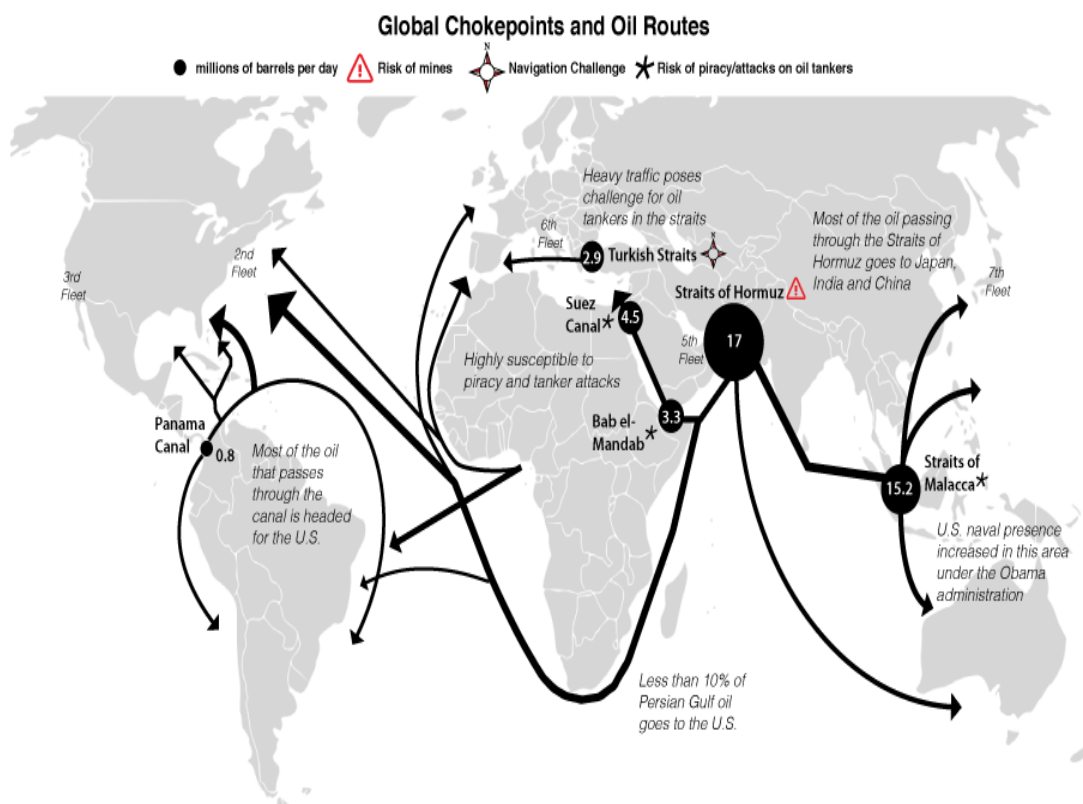 Global Chokepoints and Oil Routes
N
millions of barrels per day
Risk of mines
Navigation Challenge
Risk of piracy/attacks on oil tankers
Heavy traffic poses
challenge for oil
tankers in the straits
6th
Fleet
2.9
Turkish Straits
N
Most of the oil passing
through the Straits of
Hormuz goes to Japan,
India and China
2nd
Fleet
3rd
Fleet
7th
Fleet
Suez
Canal
4.5
Straits of Hormuz
17
5th
Fleet
Highly susceptible to
piracy and tanker attacks
Bab el-
Mandab
3.3
Panama
Canal
0.8
Most of the oil
that passes
through the
canal is headed
for the U.S.
15.2
Straits of
Malacca
U.S. naval presence
increased in this area
under the Obama
administration
Less than 10% of
Persian Gulf oil
goes to the U.S.